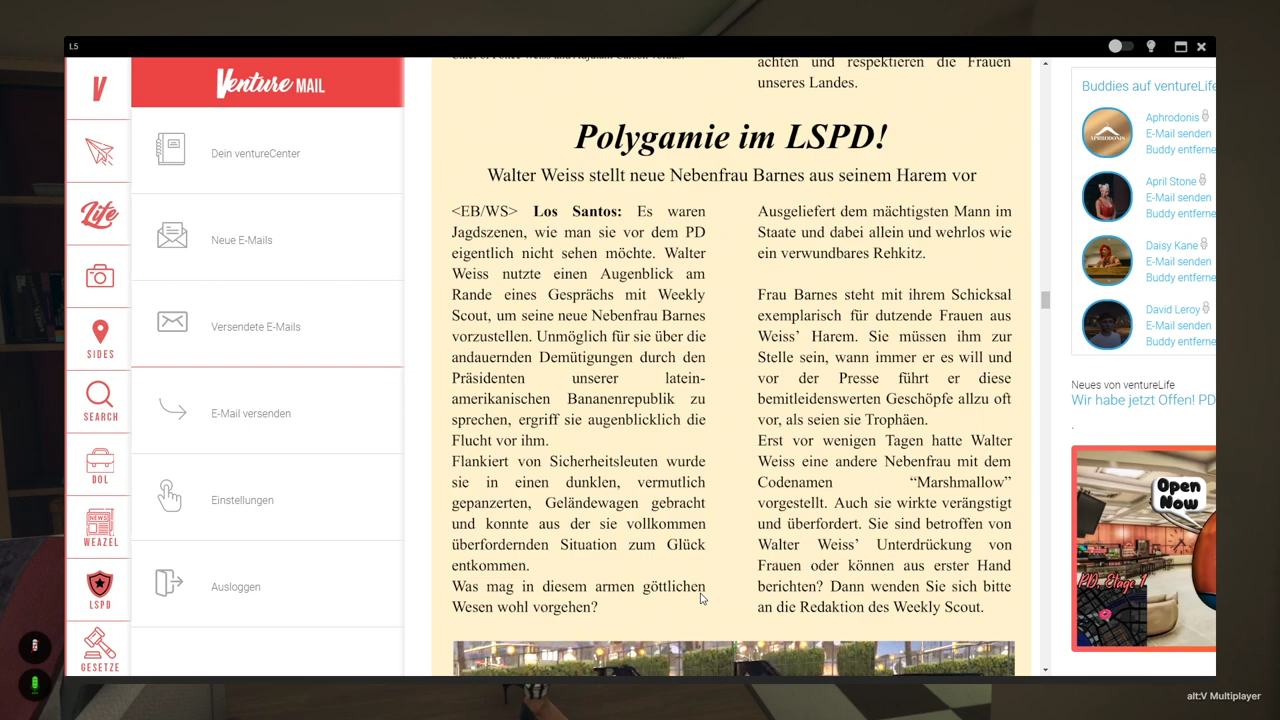 L5
V
Venture MAIL
Life
SIDES
SEARCH
DOL
NEWS
WEAZEL
LSPD
GESETZE
Dein ventureCenter
Neue E-Mails
Versendete E-Mails
E-Mail versenden
Einstellungen
Ausloggen
achten und respektieren die Frauen
unseres Landes.
Polygamie im LSPD!
Walter Weiss stellt neue Nebenfrau Barnes aus seinem Harem vor
<EB/WS> Los Santos: Es waren
Jagdszenen, wie man sie vor dem PD
eigentlich nicht sehen möchte. Walter
Weiss nutzte einen Augenblick am
Rande eines Gesprächs mit Weekly
Scout, um seine neue Nebenfrau Barnes
vorzustellen. Unmöglich für sie über die
andauernden Demütigungen durch den
Präsidenten unserer latein-
amerikanischen Bananenrepublik zu
sprechen, ergriff sie augenblicklich die
Flucht vor ihm.
Flankiert von Sicherheitsleuten wurde
sie in einen dunklen, vermutlich
gepanzerten, Geländewagen gebracht
und konnte aus der sie vollkommen
überfordernden Situation zum Glück
entkommen.
Was mag in diesem armen göttlichen
Wesen wohl vorgehen?
Ausgeliefert dem mächtigsten Mann im
Staate und dabei allein und wehrlos wie
ein verwundbares Rehkitz.
Frau Barnes steht mit ihrem Schicksal
exemplarisch für dutzende Frauen aus
Weiss’ Harem. Sie müssen ihm zur
Stelle sein, wann immer er es will und
vor der Presse führt er diese
bemitleidenswerten Geschöpfe allzu oft
vor, als seien sie Trophäen.
Erst vor wenigen Tagen hatte Walter
Weiss eine andere Nebenfrau mit dem
Codenamen “Marshmallow”
vorgestellt. Auch sie wirkte verängstigt
und überfordert. Sie sind betroffen von
Walter Weiss’ Unterdrückung von
Frauen oder können aus erster Hand
berichten? Dann wenden Sie sich bitte
an die Redaktion des Weekly Scout.
Buddies auf ventureLife
APHRODONIS
Aphrodonis
E-Mail senden
Buddy entferne
April Stone
E-Mail senden
Buddy entferne
Daisy Kane
E-Mail senden
Buddy entferne
David Leroy
E-Mail senden
Buddy entferne
Neues von ventureLife
Wir habe jetzt Offen! PD
.
Open
Now
PD, Etage 1
alt:V Multiplayer